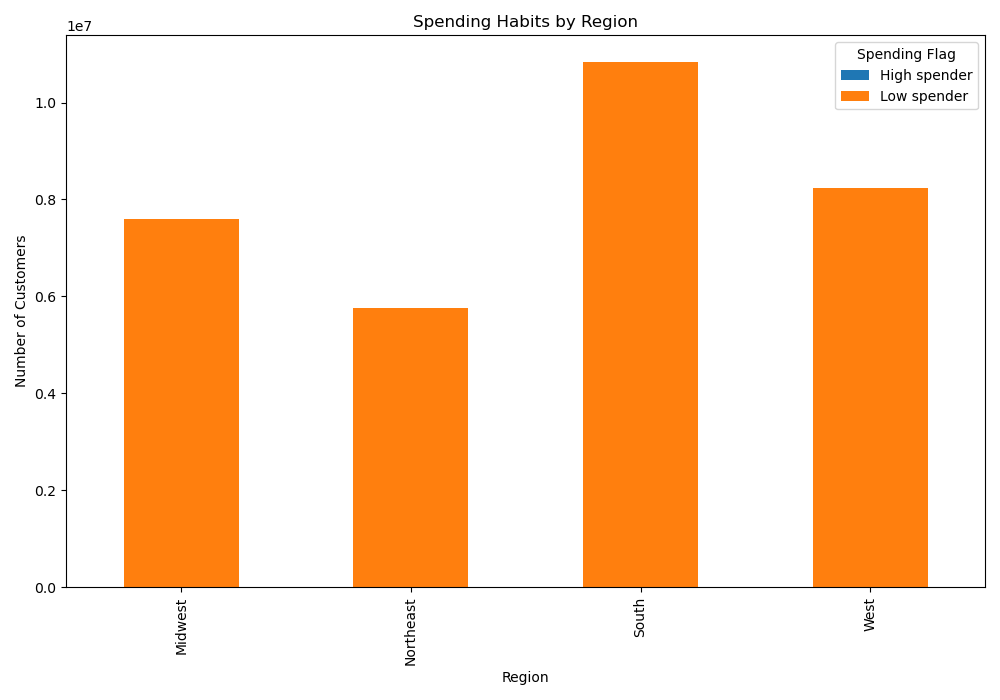 Spending Habits by Region
1e7
Spending Flag
High spender
Low spender
1.0
0.8
0.6
0.4
0.2
0.0
Number of Customers
Midwest
Northeast
South
West
Region